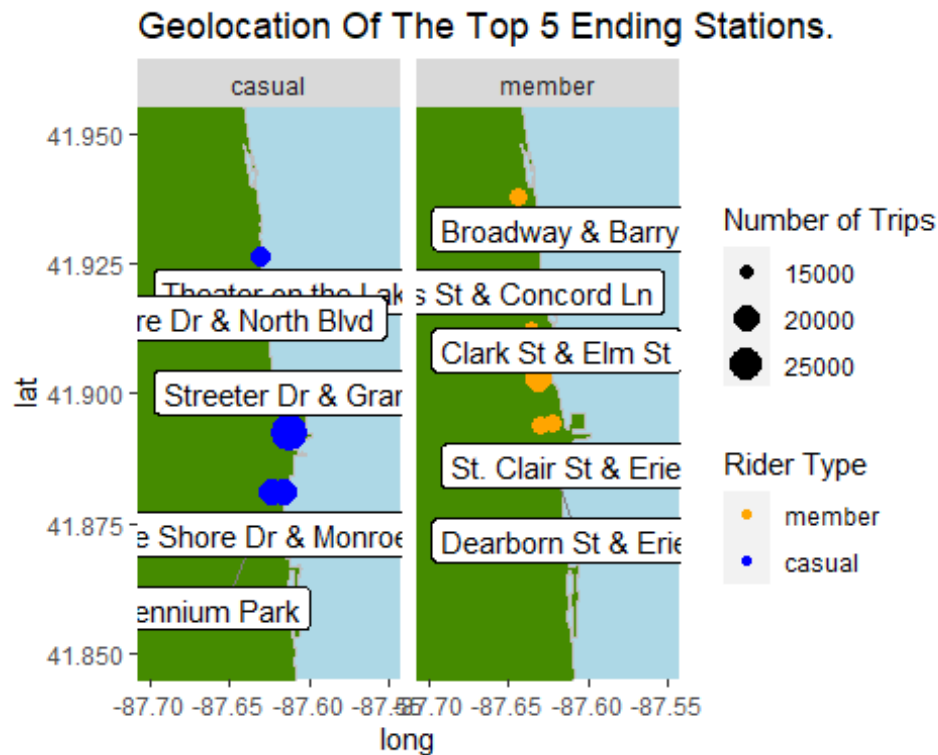 Geolocation Of The Top 5 Ending Stations.
casual
member
41.950
41.925
41.900
41.875
41.850
lat
Broadway & Barry
Theater on the Lak
s St & Concord Ln
re Dr & North Blvd
Clark St & Elm St
Streeter Dr & Gran
St. Clair St & Erie
e Shore Dr & Monroe
Dearborn St & Erie
ennium Park
-87.70
-87.65
-87.60
-87.55
-87.70
-87.65
-87.60
-87.55
long
Number of Trips
15000
20000
25000
Rider Type
member
casual